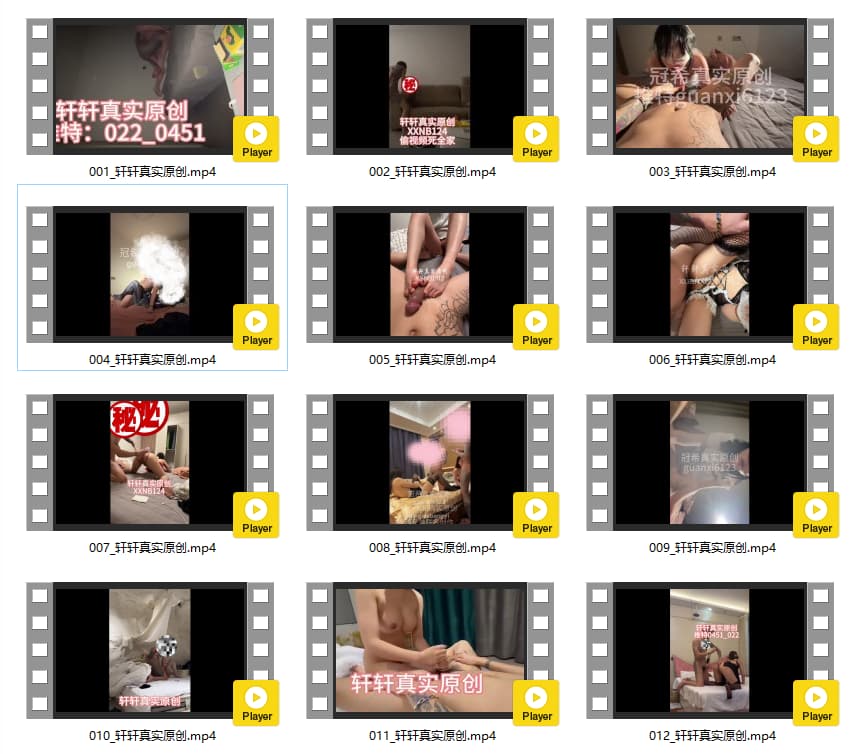 轩轩真实原创
推特：022_0451
Player
001_轩轩真实原创.mp4
㊙
轩轩真实原创
XXNB124
偷视频死全家
Player
002_轩轩真实原创.mp4
冠希真实原创
推特guanxi6123
Player
003_轩轩真实原创.mp4
Player
004_轩轩真实原创.mp4
Player
005_轩轩真实原创.mp4
Player
006_轩轩真实原创.mp4
㊙㊙
轩轩真实原创
XXNB124
Player
007_轩轩真实原创.mp4
Player
008_轩轩真实原创.mp4
冠希真实原创
guanxi6123
Player
009_轩轩真实原创.mp4
轩轩真实原创
Player
010_轩轩真实原创.mp4
轩轩真实原创
Player
011_轩轩真实原创.mp4
轩轩真实原创
推特0451_022
Player
012_轩轩真实原创.mp4